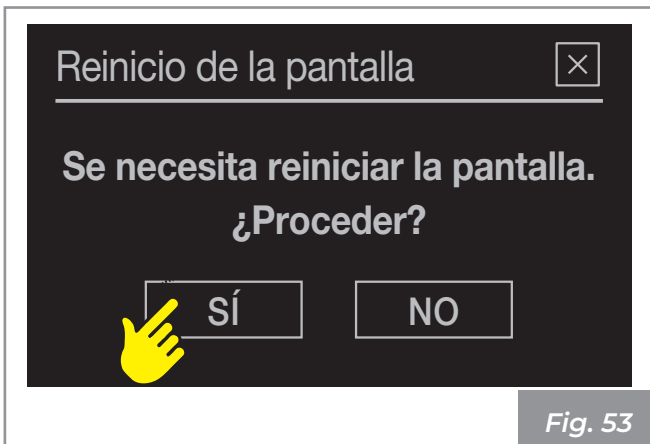 Reinicio de la pantalla
Se necesita reiniciar la pantalla.
¿Proceder?
SÍ NO
Fig. 53